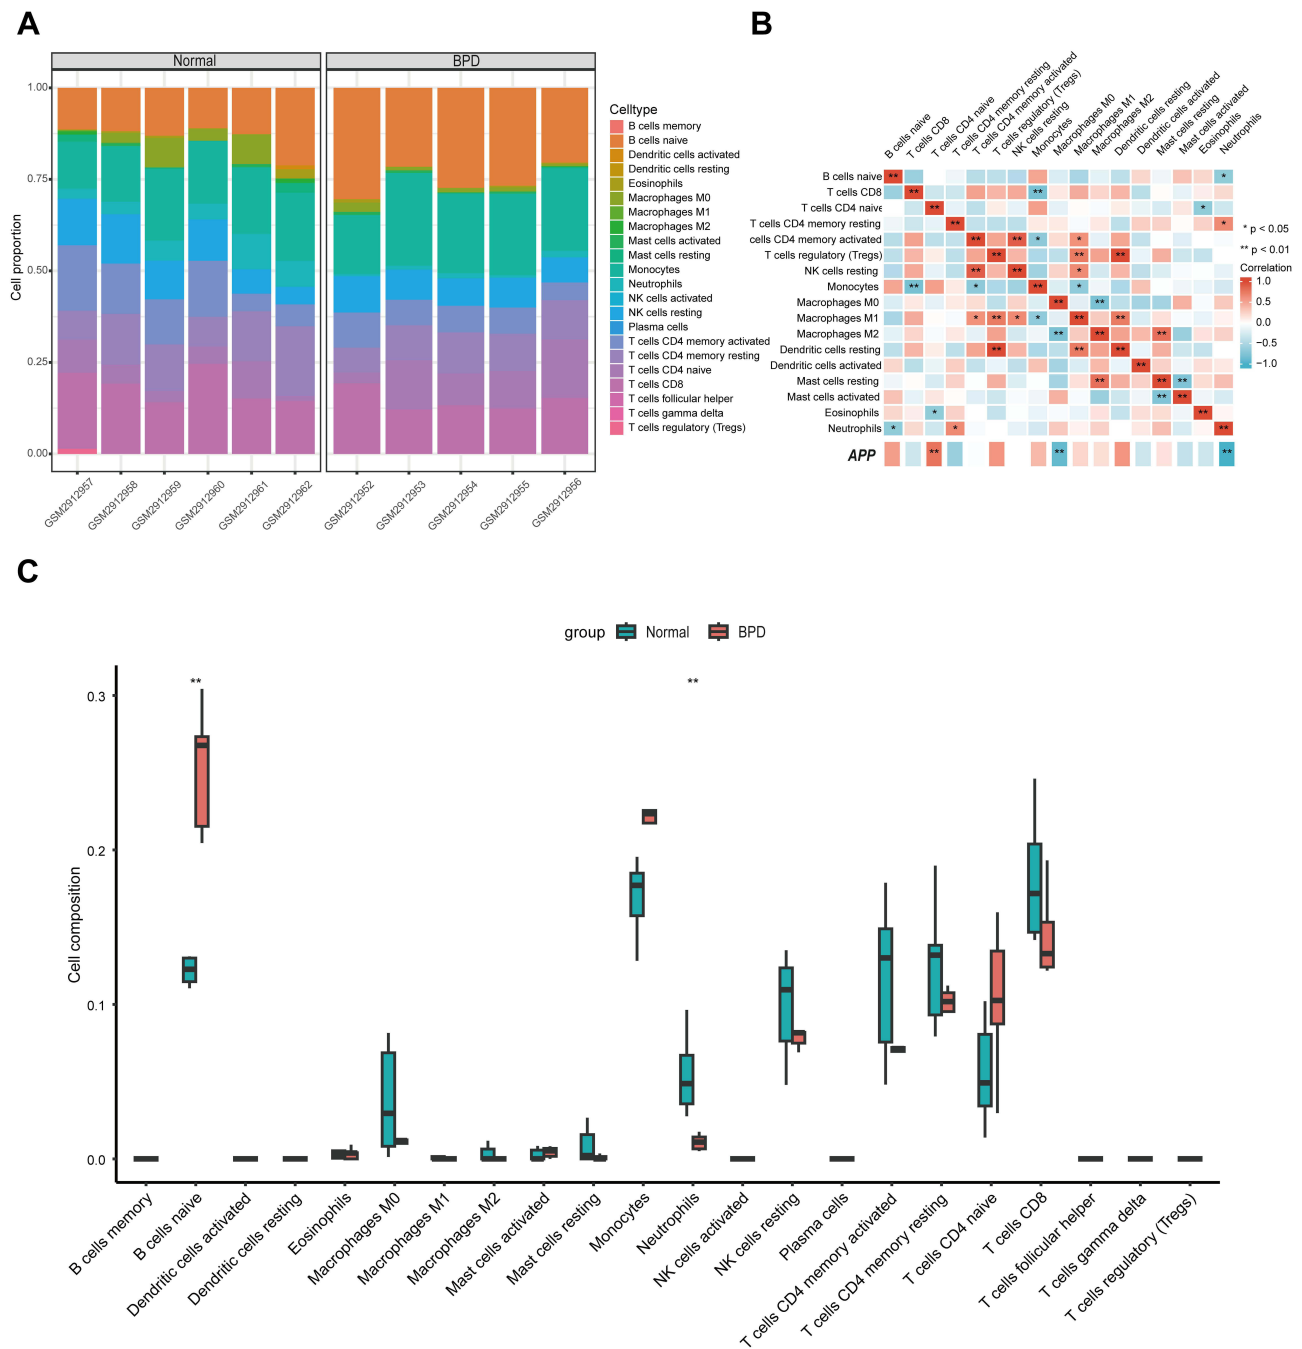 A
Normal
BPD
Cell proportion
1.00
0.75
0.50
0.25
0.00
GSM2912957
GSM2912958
GSM2912959
GSM2912960
GSM2912961
GSM2912962
GSM2912952
GSM2912953
GSM2912954
GSM2912955
GSM2912956
Celltype
B cells memory
B cells naive
Dendritic cells activated
Dendritic cells resting
Eosinophils
Macrophages M0
Macrophages M1
Macrophages M2
Mast cells activated
Mast cells resting
Monocytes
Neutrophils
NK cells activated
NK cells resting
Plasma cells
T cells CD4 memory activated
T cells CD4 memory resting
T cells CD4 naive
T cells CD8
T cells follicular helper
T cells gamma delta
T cells regulatory (Tregs)
B
B cells naive
T cells CD8
T cells CD4 naive
T cells CD4 memory resting
T cells CD4 memory activated
T cells regulatory (Tregs)
NK cells resting
Monocytes
Macrophages M0
Macrophages M1
Macrophages M2
Dendritic cells resting
Dendritic cells activated
Mast cells resting
Mast cells activated
Eosinophils
Neutrophils
B cells naive ** *
T cells CD8 ** **
T cells CD4 naive ** *
T cells CD4 memory resting ** *
cells CD4 memory activated ** ** * *
T cells regulatory (Tregs) ** ** **
NK cells resting ** ** *
Monocytes ** * ** *
Macrophages M0 ** **
Macrophages M1 * ** * * ** **
Macrophages M2 ** ** **
Dendritic cells resting ** ** **
Dendritic cells activated **
Mast cells resting ** ** **
Mast cells activated ** **
Eosinophils * **
Neutrophils * * **
APP ** ** **
* p < 0.05
** p < 0.01
Correlation
1.0
0.5
0.0
−0.5
−1.0
C
group Normal BPD
** **
Cell composition
0.3
0.2
0.1
0.0
B cells memory
B cells naive
Dendritic cells activated
Dendritic cells resting
Eosinophils
Macrophages M0
Macrophages M1
Macrophages M2
Mast cells activated
Mast cells resting
Monocytes
Neutrophils
NK cells activated
NK cells resting
Plasma cells
T cells CD4 memory activated
T cells CD4 memory resting
T cells CD4 naive
T cells CD8
T cells follicular helper
T cells gamma delta
T cells regulatory (Tregs)